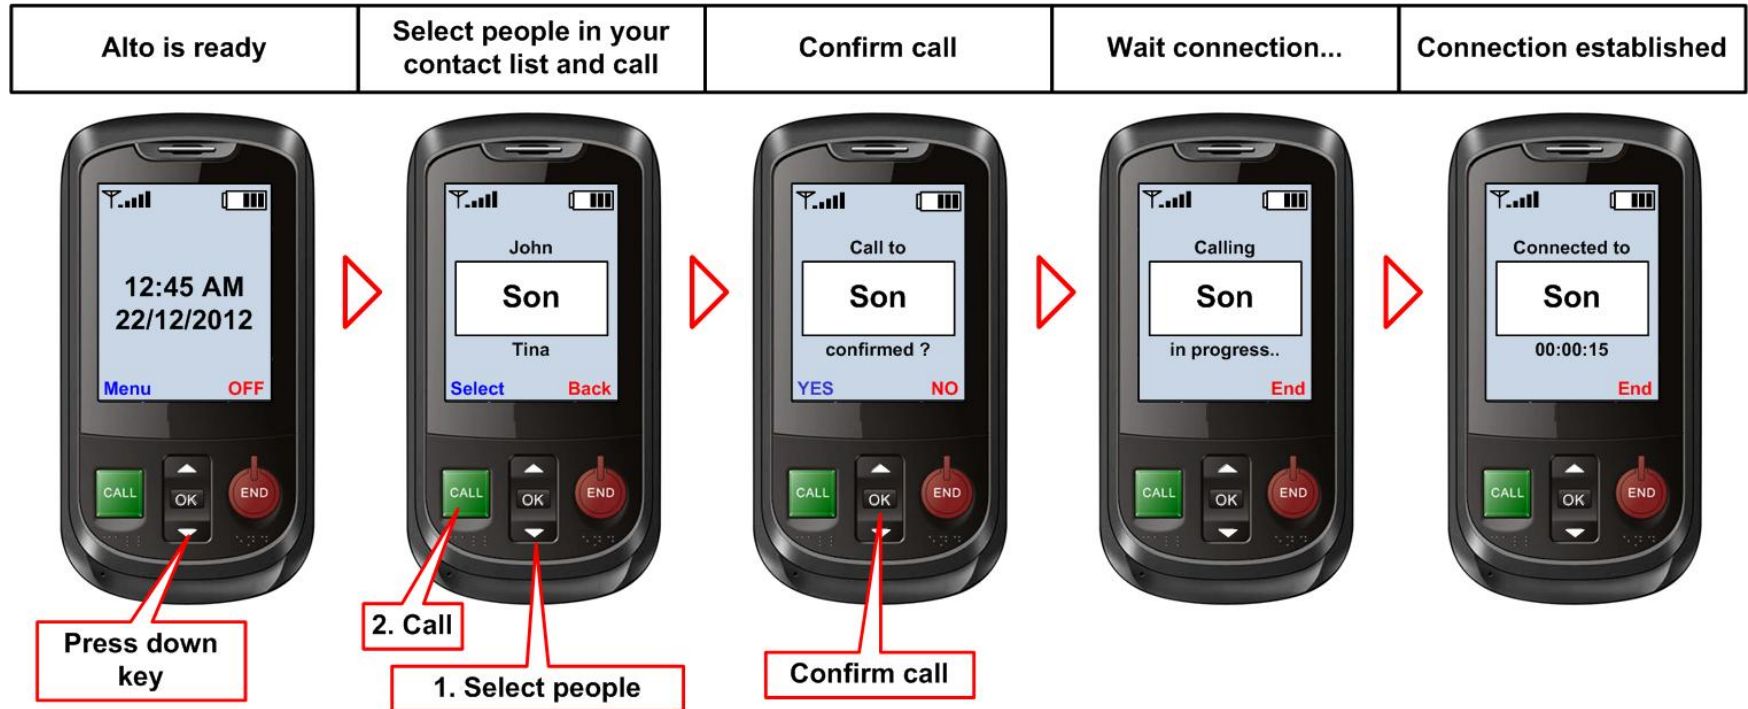 Alto is ready
Select people in your
contact list and call
Confirm call
Wait connection...
Connection established
12:45 AM
22/12/2012
Menu OFF
CALL
OK
END
Press down
key
John
Son
Tina
Select Back
CALL
OK
END
2. Call
1. Select people
Call to
Son
confirmed ?
YES NO
CALL
OK
END
Confirm call
Calling
Son
in progress..
End
CALL
OK
END
Connected to
Son
00:00:15
End
CALL
OK
END